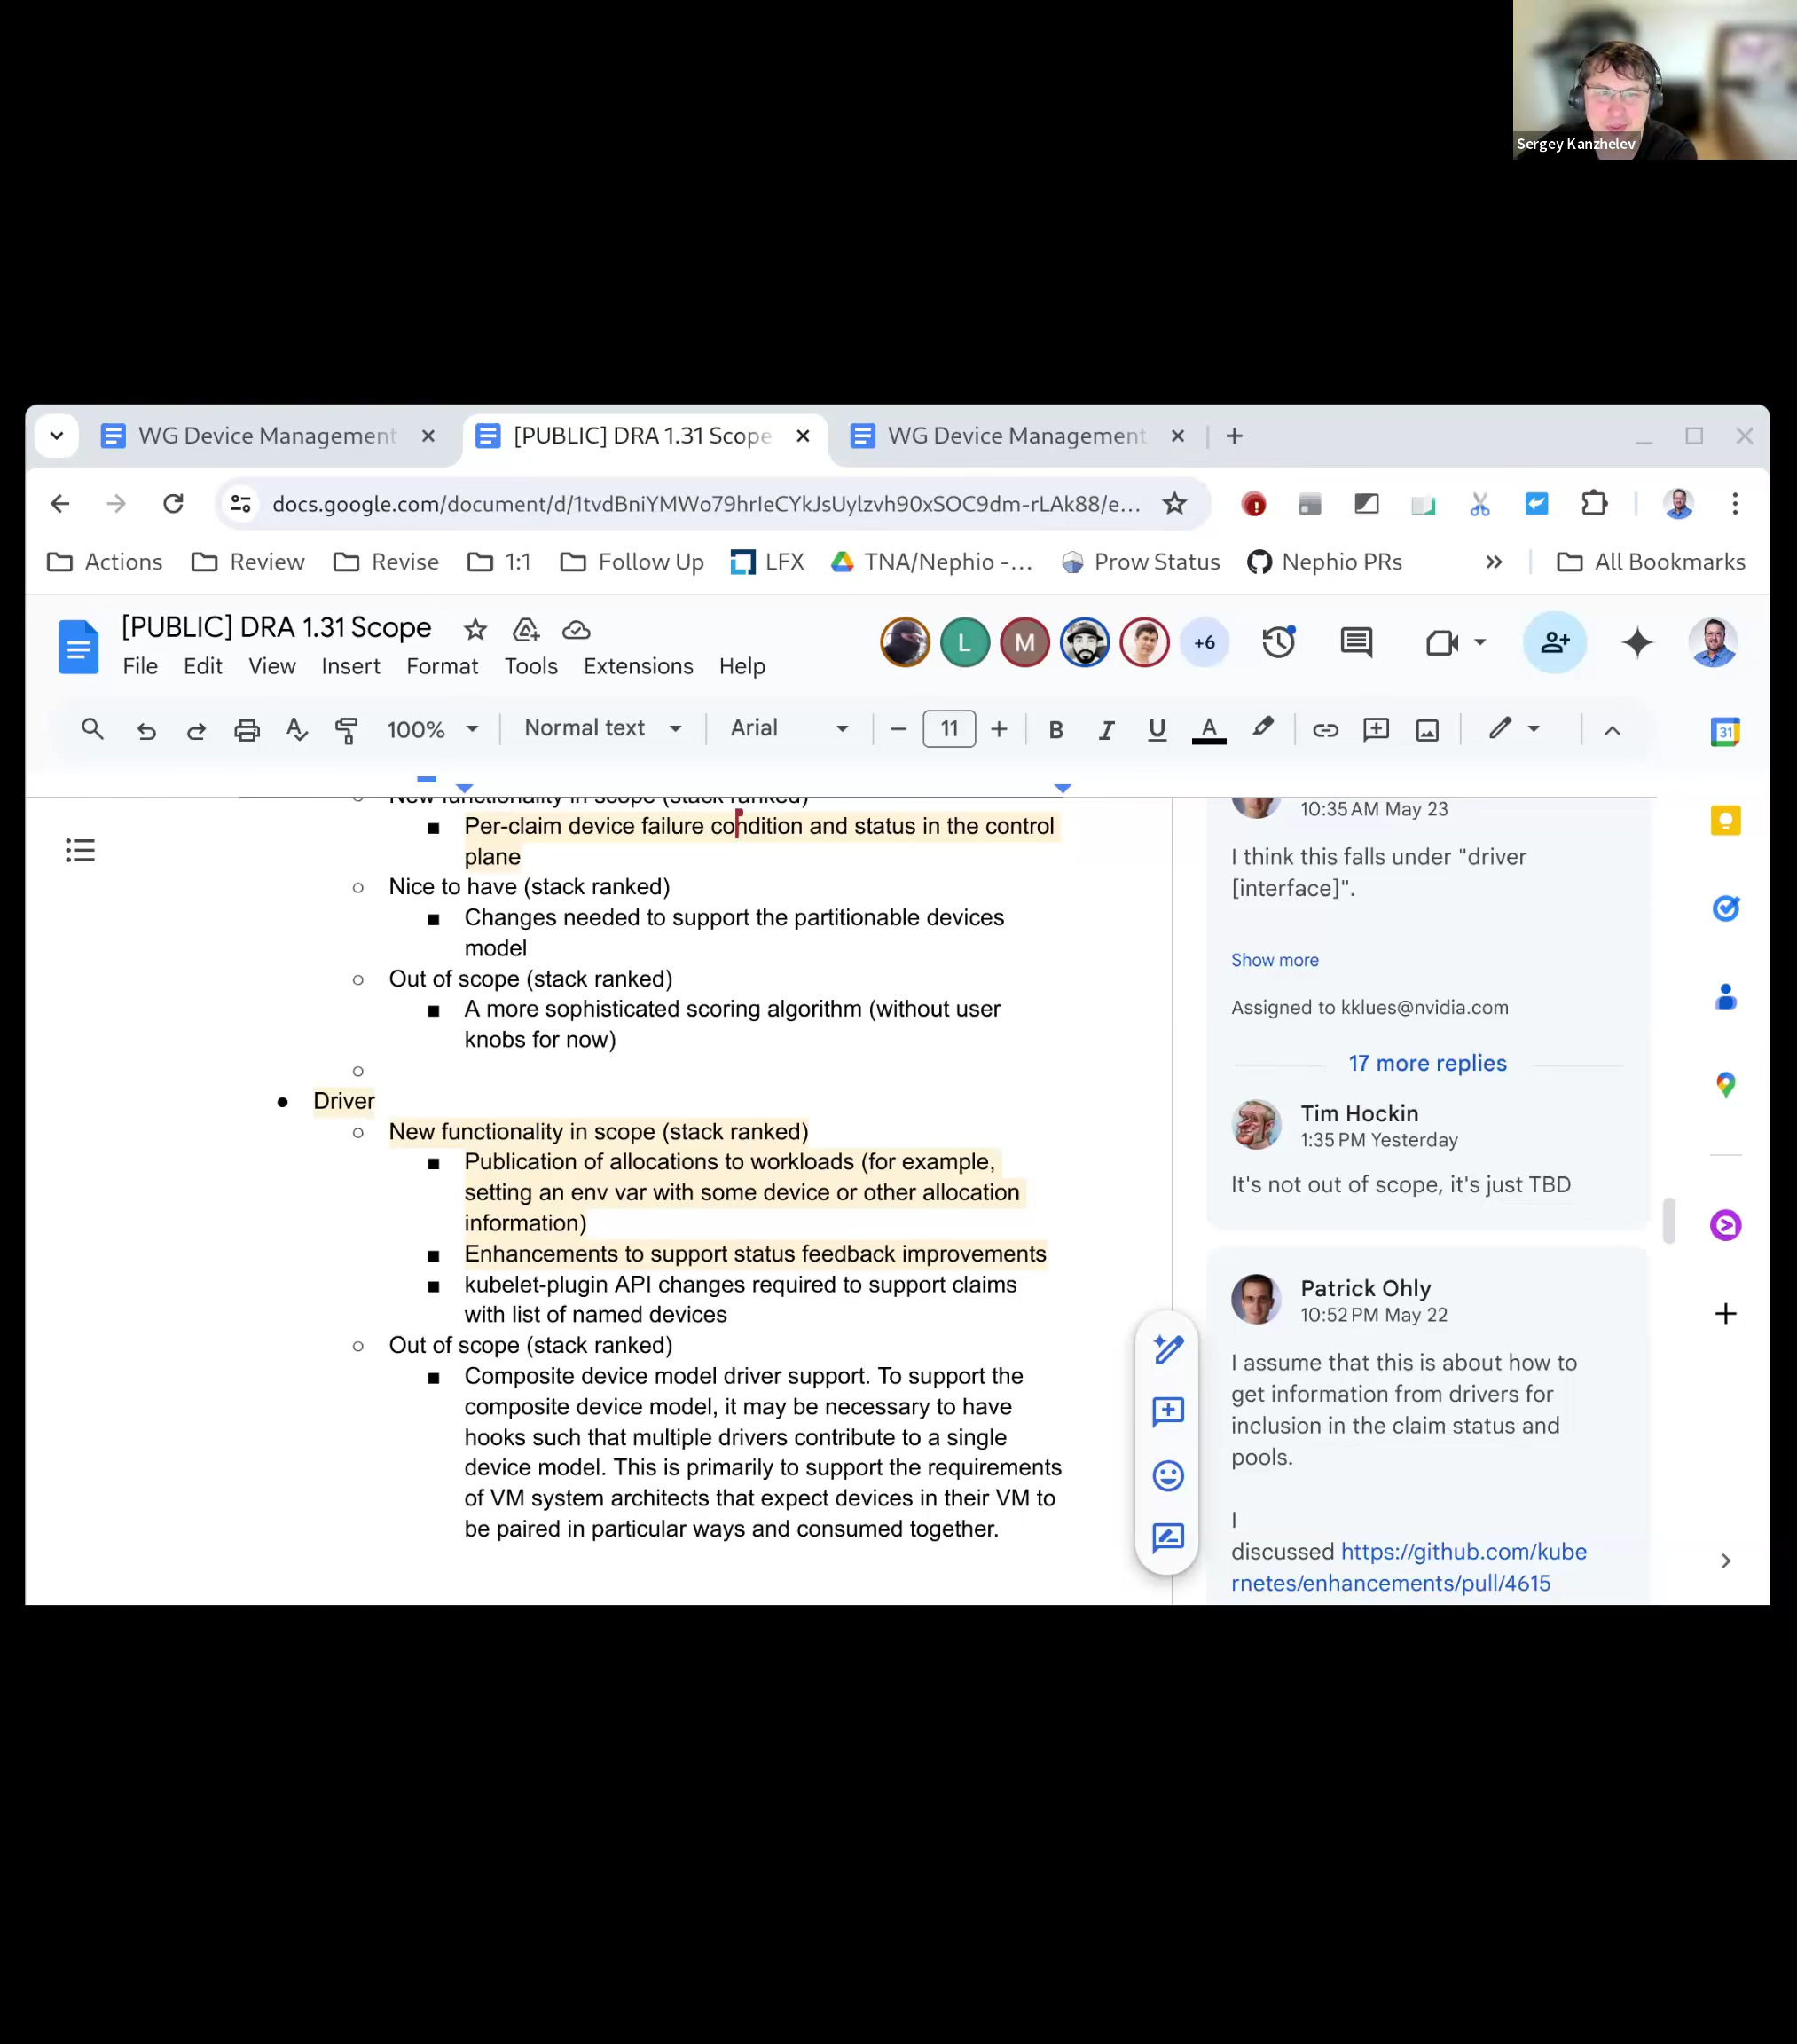 Sergey Kanzhelev
WG Device Management
[PUBLIC] DRA 1.31 Scope
WG Device Management
docs.google.com/document/d/1tvdBniYMWo79hrIeCYkJsUylzvh90xSOC9dm-rLAk88/e...
Actions
Review
Revise
1:1
Follow Up
LFX
TNA/Nephio -...
Prow Status
Nephio PRs
All Bookmarks
[PUBLIC] DRA 1.31 Scope
File Edit View Insert Format Tools Extensions Help
L
M
+6
100%
Normal text
Arial
11
B
I
U
A
31
New functionality in scope (stack ranked)
Per-claim device failure condition and status in the control
plane
Nice to have (stack ranked)
Changes needed to support the partitionable devices
model
Out of scope (stack ranked)
A more sophisticated scoring algorithm (without user
knobs for now)
Driver
New functionality in scope (stack ranked)
Publication of allocations to workloads (for example,
setting an env var with some device or other allocation
information)
Enhancements to support status feedback improvements
kubelet-plugin API changes required to support claims
with list of named devices
Out of scope (stack ranked)
Composite device model driver support. To support the
composite device model, it may be necessary to have
hooks such that multiple drivers contribute to a single
device model. This is primarily to support the requirements
of VM system architects that expect devices in their VM to
be paired in particular ways and consumed together.
10:35 AM May 23
I think this falls under "driver
[interface]".
Show more
Assigned to kklues@nvidia.com
17 more replies
Tim Hockin
1:35 PM Yesterday
It's not out of scope, it's just TBD
Patrick Ohly
10:52 PM May 22
I assume that this is about how to
get information from drivers for
inclusion in the claim status and
pools.
I
discussed https://github.com/kube
rnetes/enhancements/pull/4615